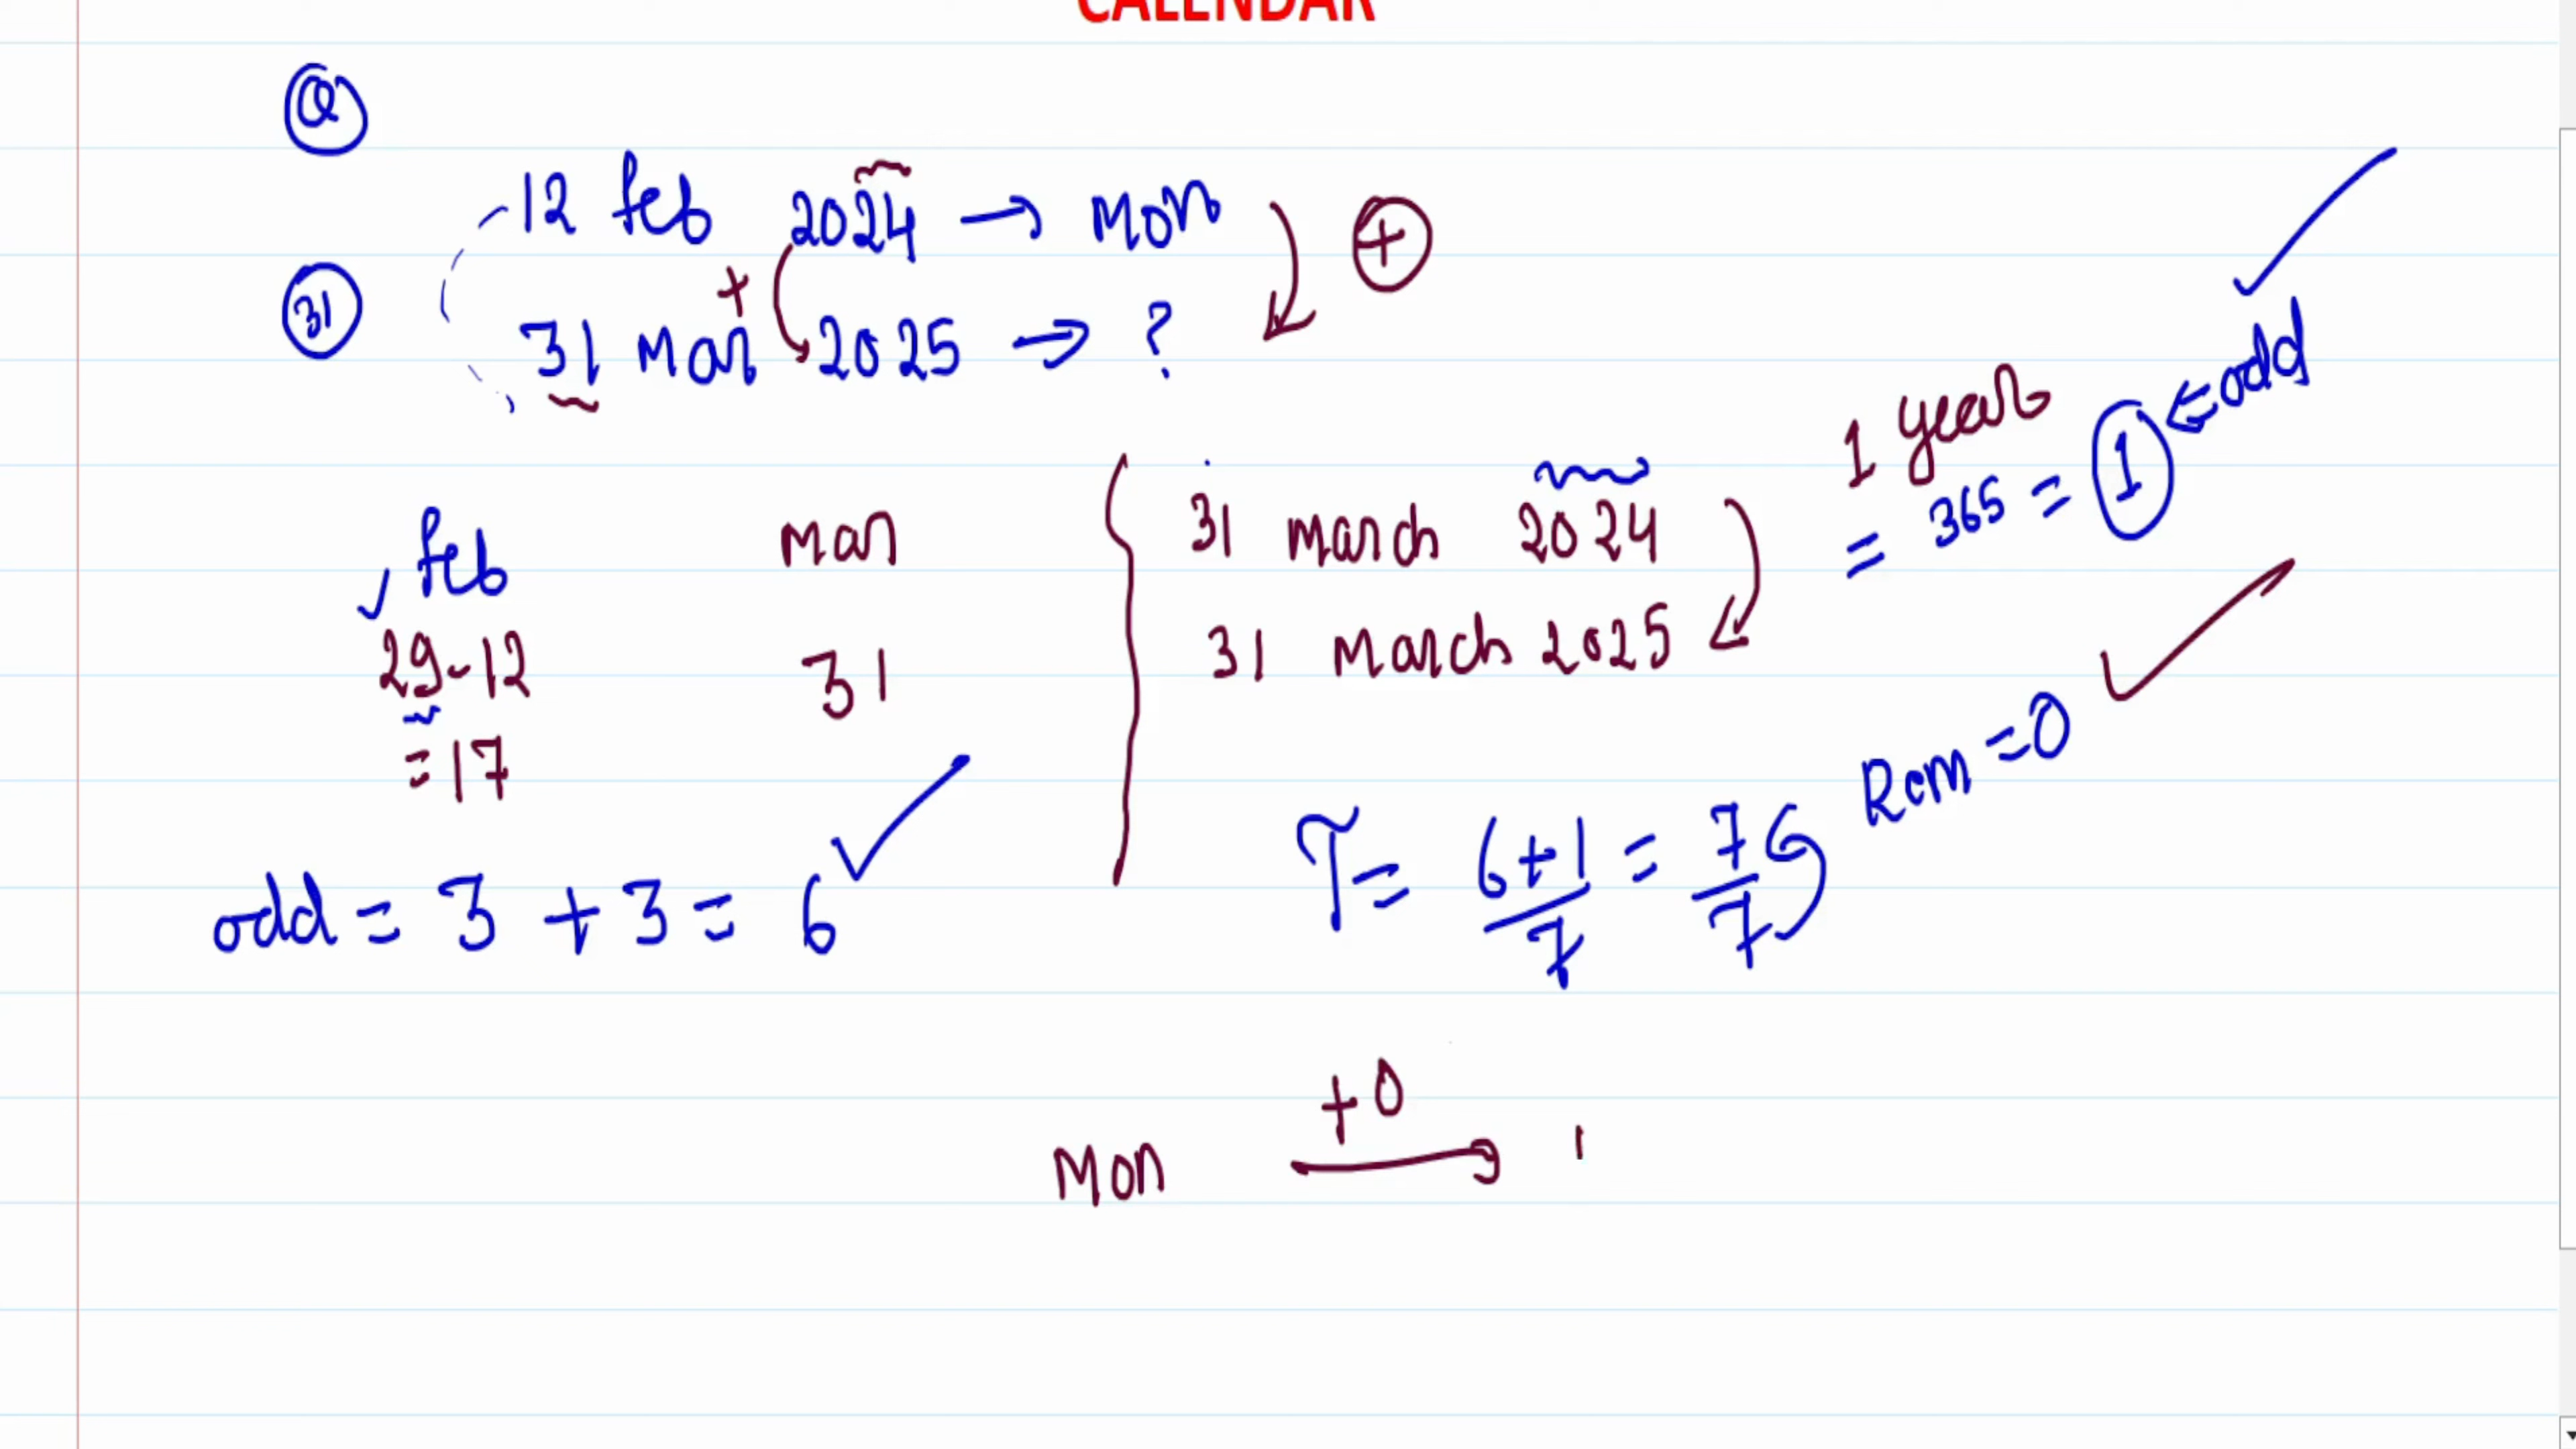 CALENDAR
Q
12 feb 2024 → Mon +
31
+
31 Mar 2025 → ?
feb Mar
29-12 31
=17
odd = 3 + 3 = 6
31 March 2024
31 March 2025
1 year
= 365 = 1 ⇐ odd
T = 6+1/7 = 7/7 Rem = 0
+0
Mon →